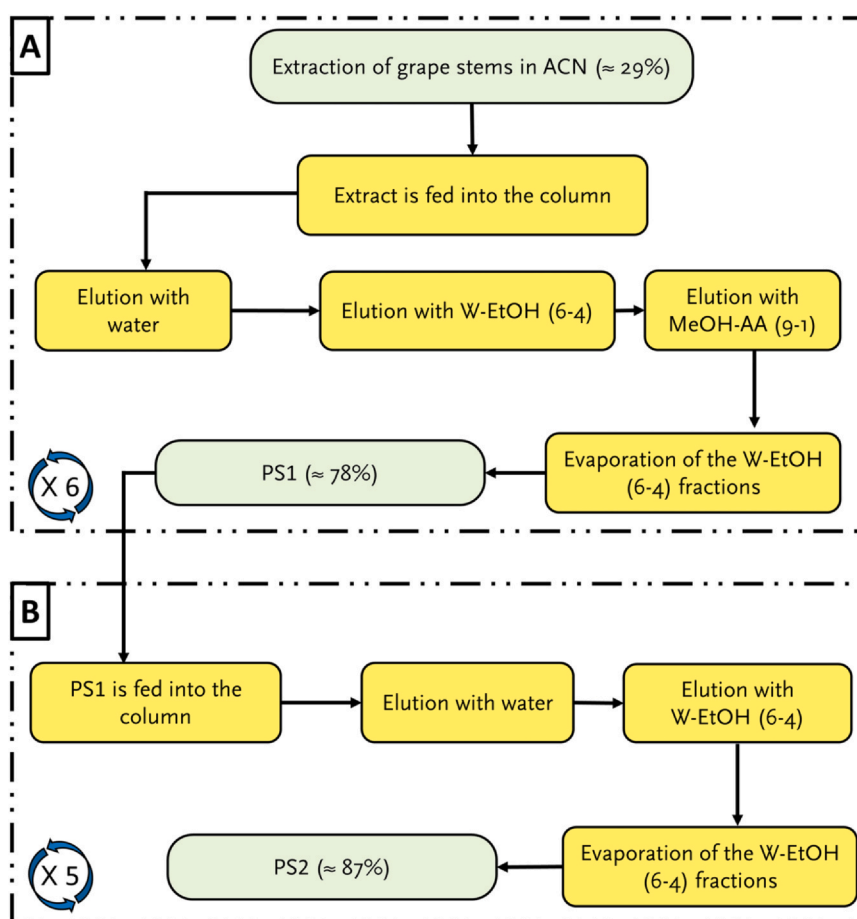 A
Extraction of grape stems in ACN (≈ 29%)
Extract is fed into the column
Elution with
water
Elution with W-EtOH (6-4)
Elution with
MeOH-AA (9-1)
X 6
PS1 (≈ 78%)
Evaporation of the W-EtOH
(6-4) fractions
B
PS1 is fed into the
column
Elution with water
Elution with
W-EtOH (6-4)
X 5
PS2 (≈ 87%)
Evaporation of the W-EtOH
(6-4) fractions